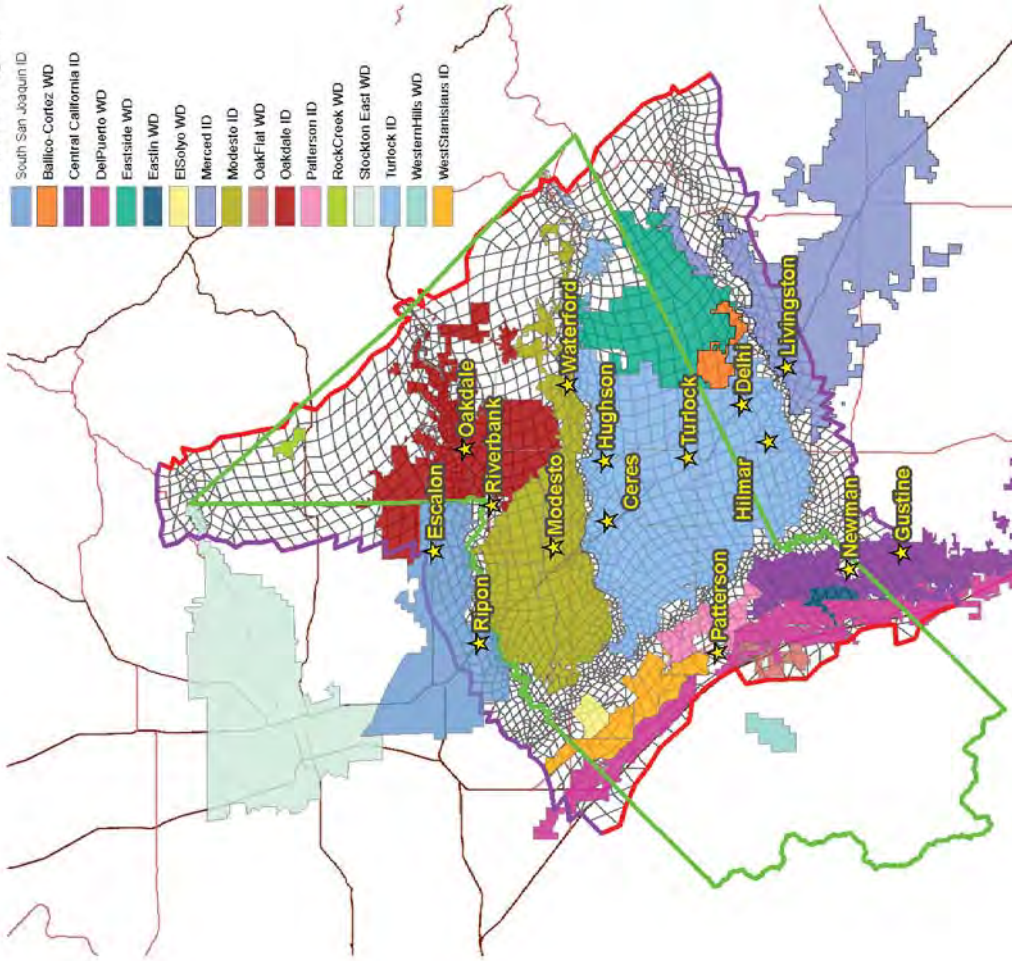 South San Joaquin ID
Ballico-Cortez WD
Central California ID
DelPuerto WD
Eastside WD
Eastin WD
ElSolyo WD
Merced ID
Modesto ID
OakFlat WD
Oakdale ID
Patterson ID
RockCreek WD
Stockton East WD
Turlock ID
WesternHills WD
WestStanislaus ID
Escalon
Oakdale
Ripon
Riverbank
Modesto
Waterford
Hughson
Ceres
Turlock
Patterson
Delhi
Hilmar
Livingston
Newman
Gustine